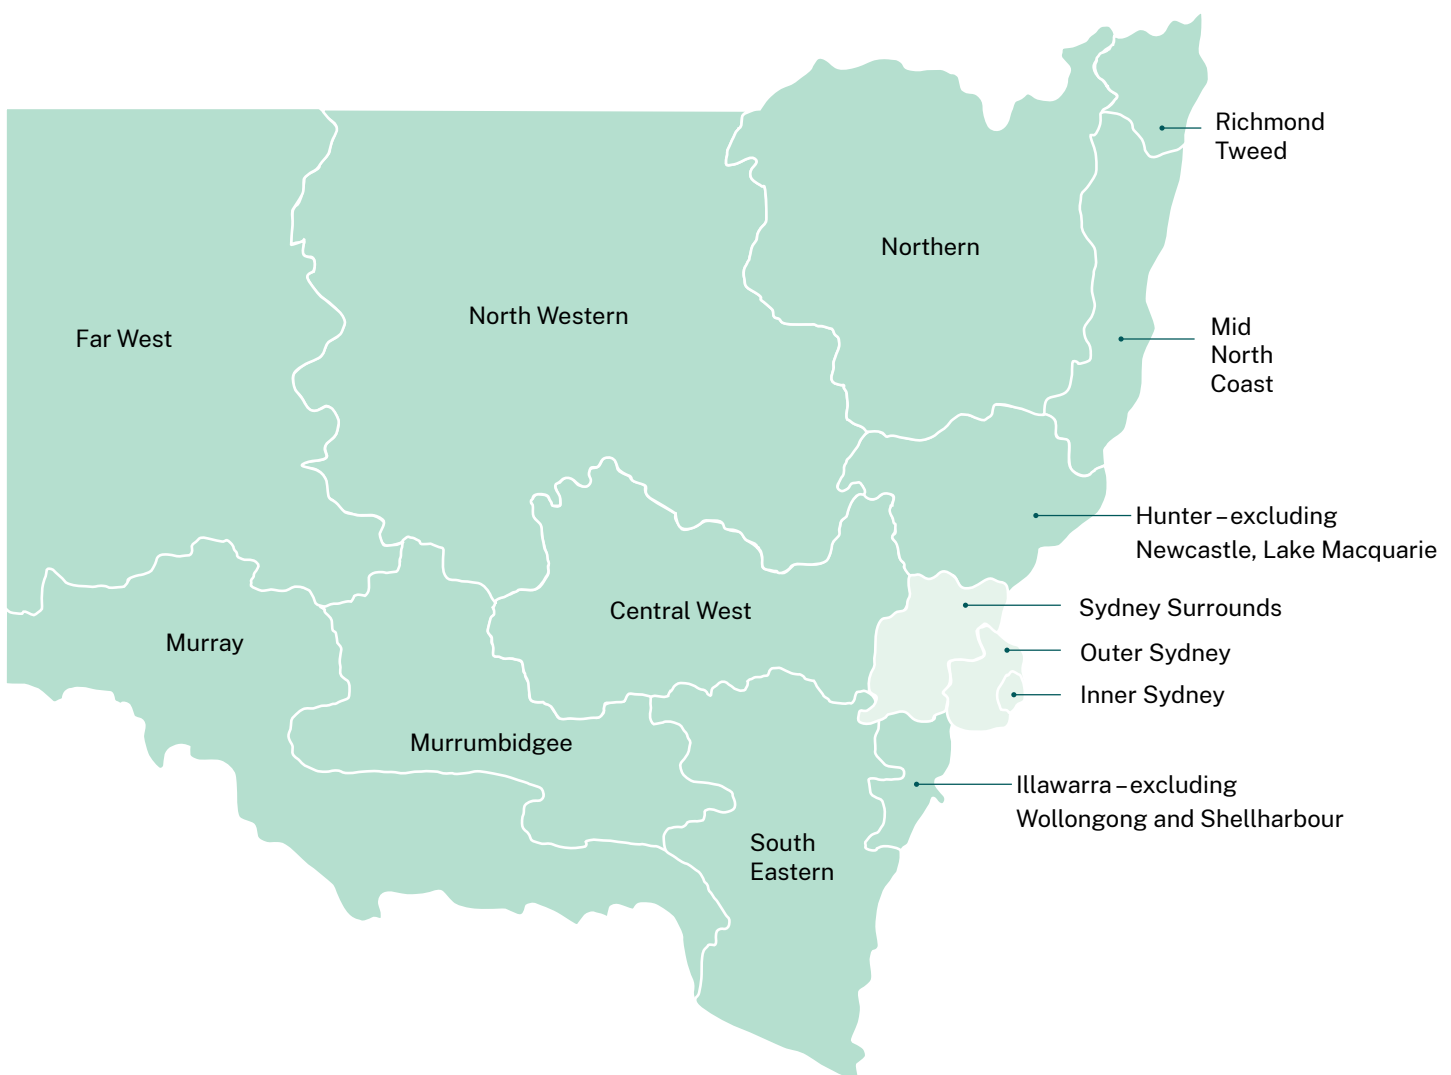 Richmond
Tweed
Northern
North Western
Far West
Mid
North
Coast
Hunter – excluding
Newcastle, Lake Macquarie
Sydney Surrounds
Central West
Murray
Outer Sydney
Inner Sydney
Murrumbidgee
Illawarra – excluding
Wollongong and Shellharbour
South
Eastern